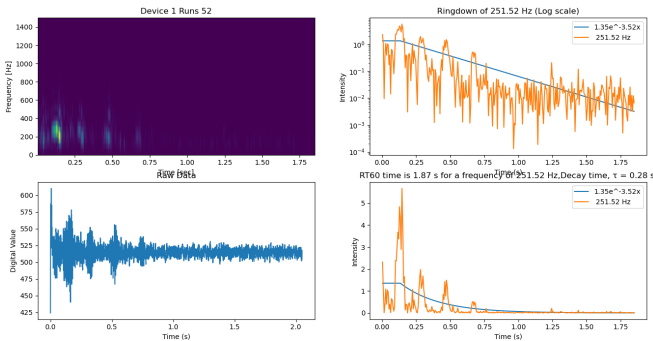 Device 1 Runs 52
Frequency [Hz]
1400
1200
1000
800
600
400
200
0
0.25 0.50 0.75 1.00 1.25 1.50 1.75
Time [sec]
Ringdown of 251.52 Hz (Log scale)
Intensity
10^0
10^-1
10^-2
10^-3
10^-4
1.35e^-3.52x
251.52 Hz
0.00 0.25 0.50 0.75 1.00 1.25 1.50 1.75
Time (s)
Raw Data
Digital Value
600
575
550
525
500
475
450
425
0.0 0.5 1.0 1.5 2.0
Time (s)
RT60 time is 1.87 s for a frequency of 251.52 Hz,Decay time, τ = 0.28 s
Intensity
5
4
3
2
1
0
1.35e^-3.52x
251.52 Hz
0.00 0.25 0.50 0.75 1.00 1.25 1.50 1.75
Time (s)